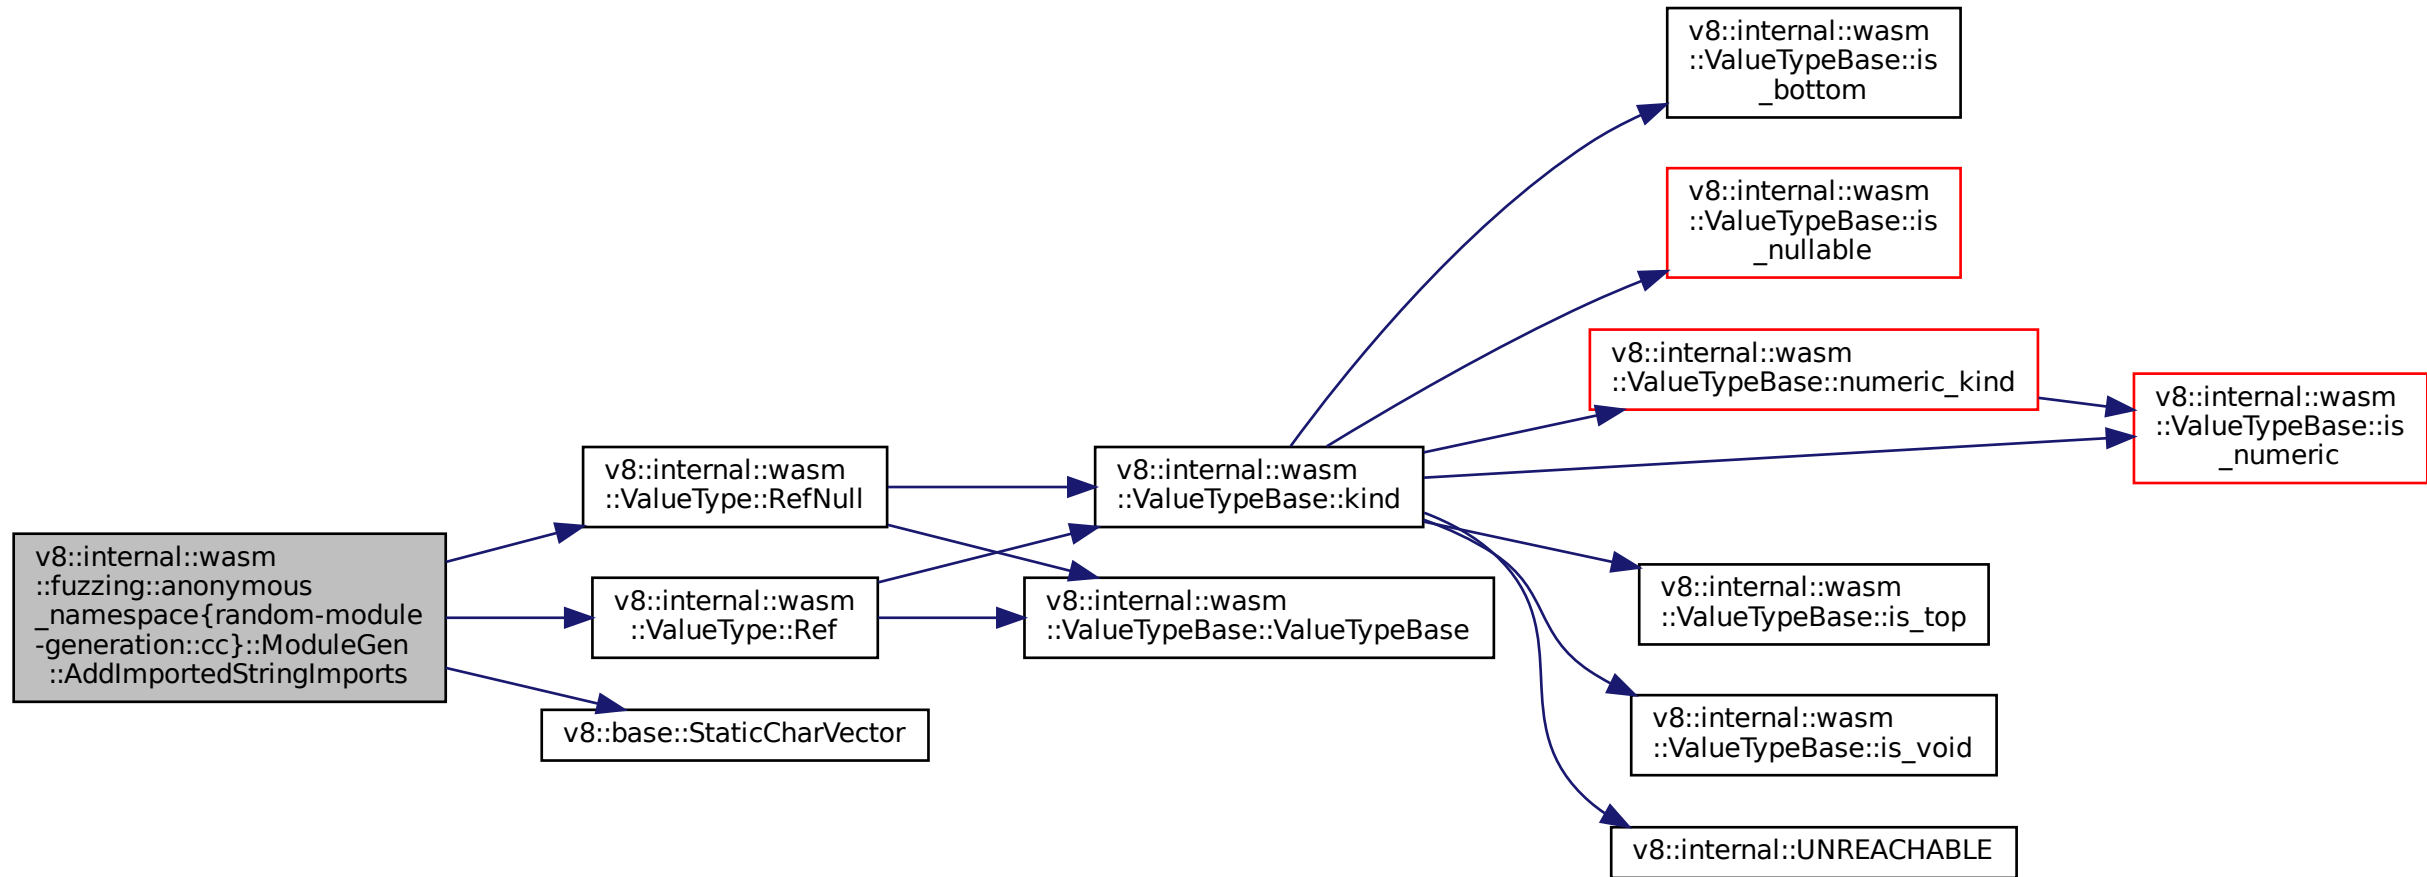 v8::internal::wasm
::fuzzing::anonymous
_namespace{random-module
-generation::cc}::ModuleGen
::AddImportedStringImports
v8::internal::wasm
::ValueType::RefNull
v8::internal::wasm
::ValueType::Ref
v8::base::StaticCharVector
v8::internal::wasm
::ValueTypeBase::kind
v8::internal::wasm
::ValueTypeBase::ValueTypeBase
v8::internal::wasm
::ValueTypeBase::is
_bottom
v8::internal::wasm
::ValueTypeBase::is
_nullable
v8::internal::wasm
::ValueTypeBase::numeric_kind
v8::internal::wasm
::ValueTypeBase::is
_numeric
v8::internal::wasm
::ValueTypeBase::is_top
v8::internal::wasm
::ValueTypeBase::is_void
v8::internal::UNREACHABLE